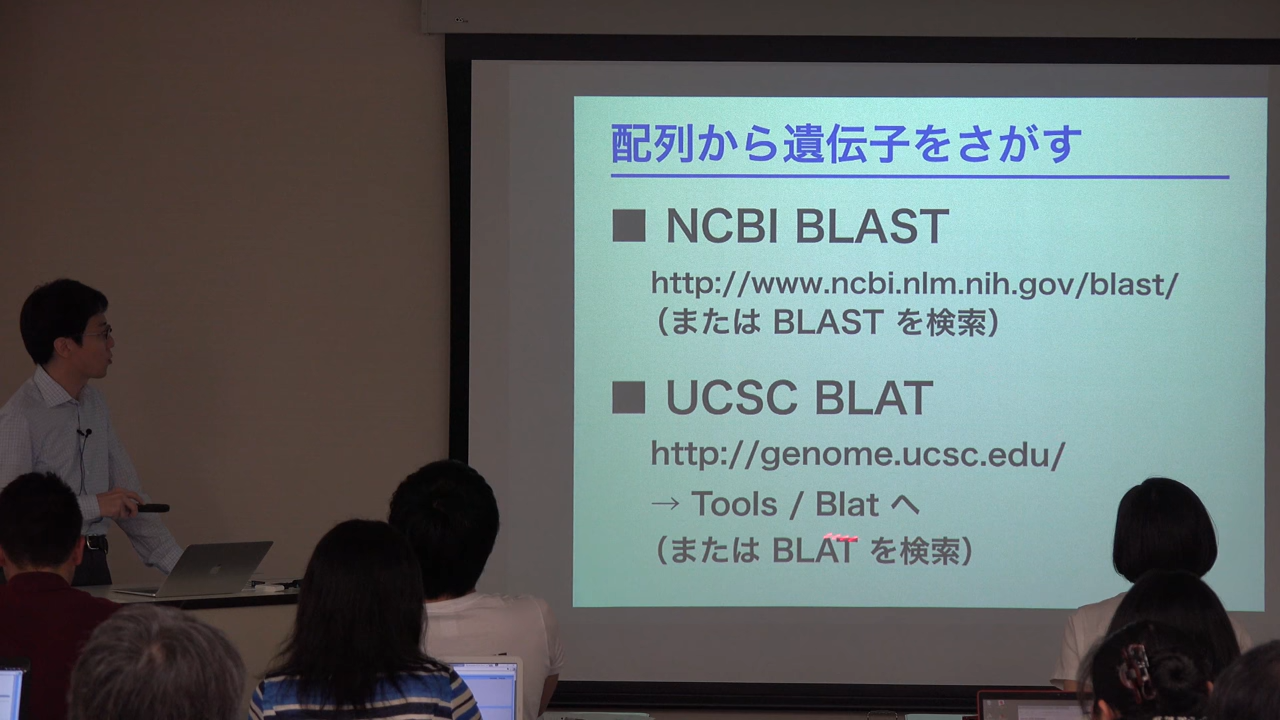 配列から遺伝子をさがす
■ NCBI BLAST
http://www.ncbi.nlm.nih.gov/blast/
(または BLAST を検索)
■ UCSC BLAT
http://genome.ucsc.edu/
→ Tools / Blat へ
(または BLAT を検索)